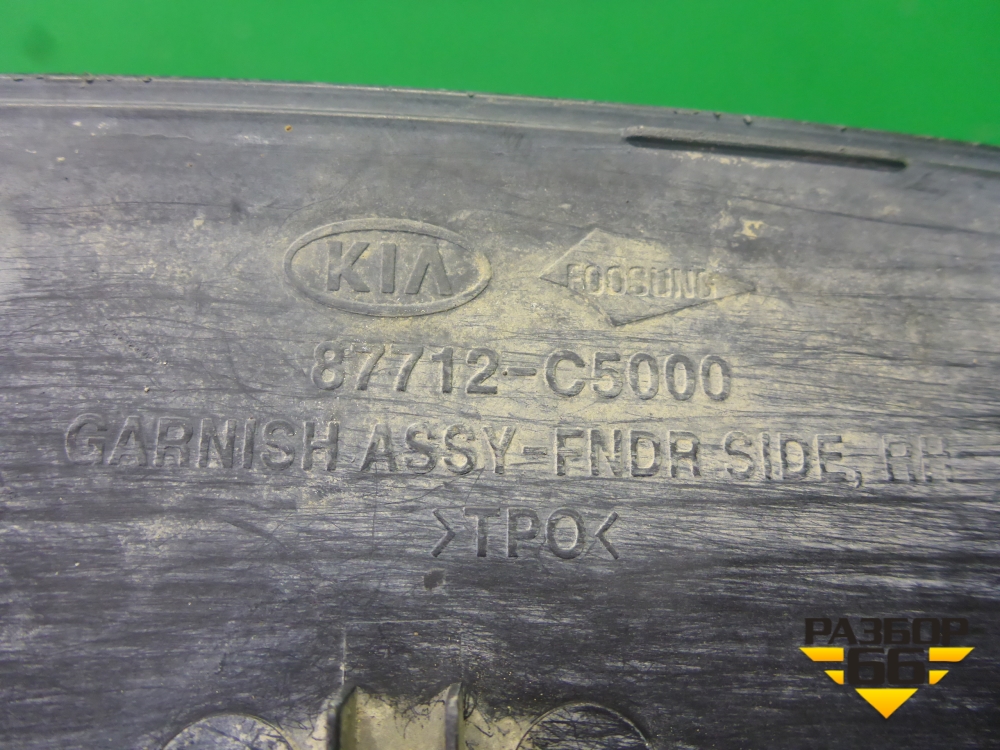 KIA
87712-C5000
GARNISH ASSY-FNDR SIDE, RH
>TPO<
РАЗБОР
66